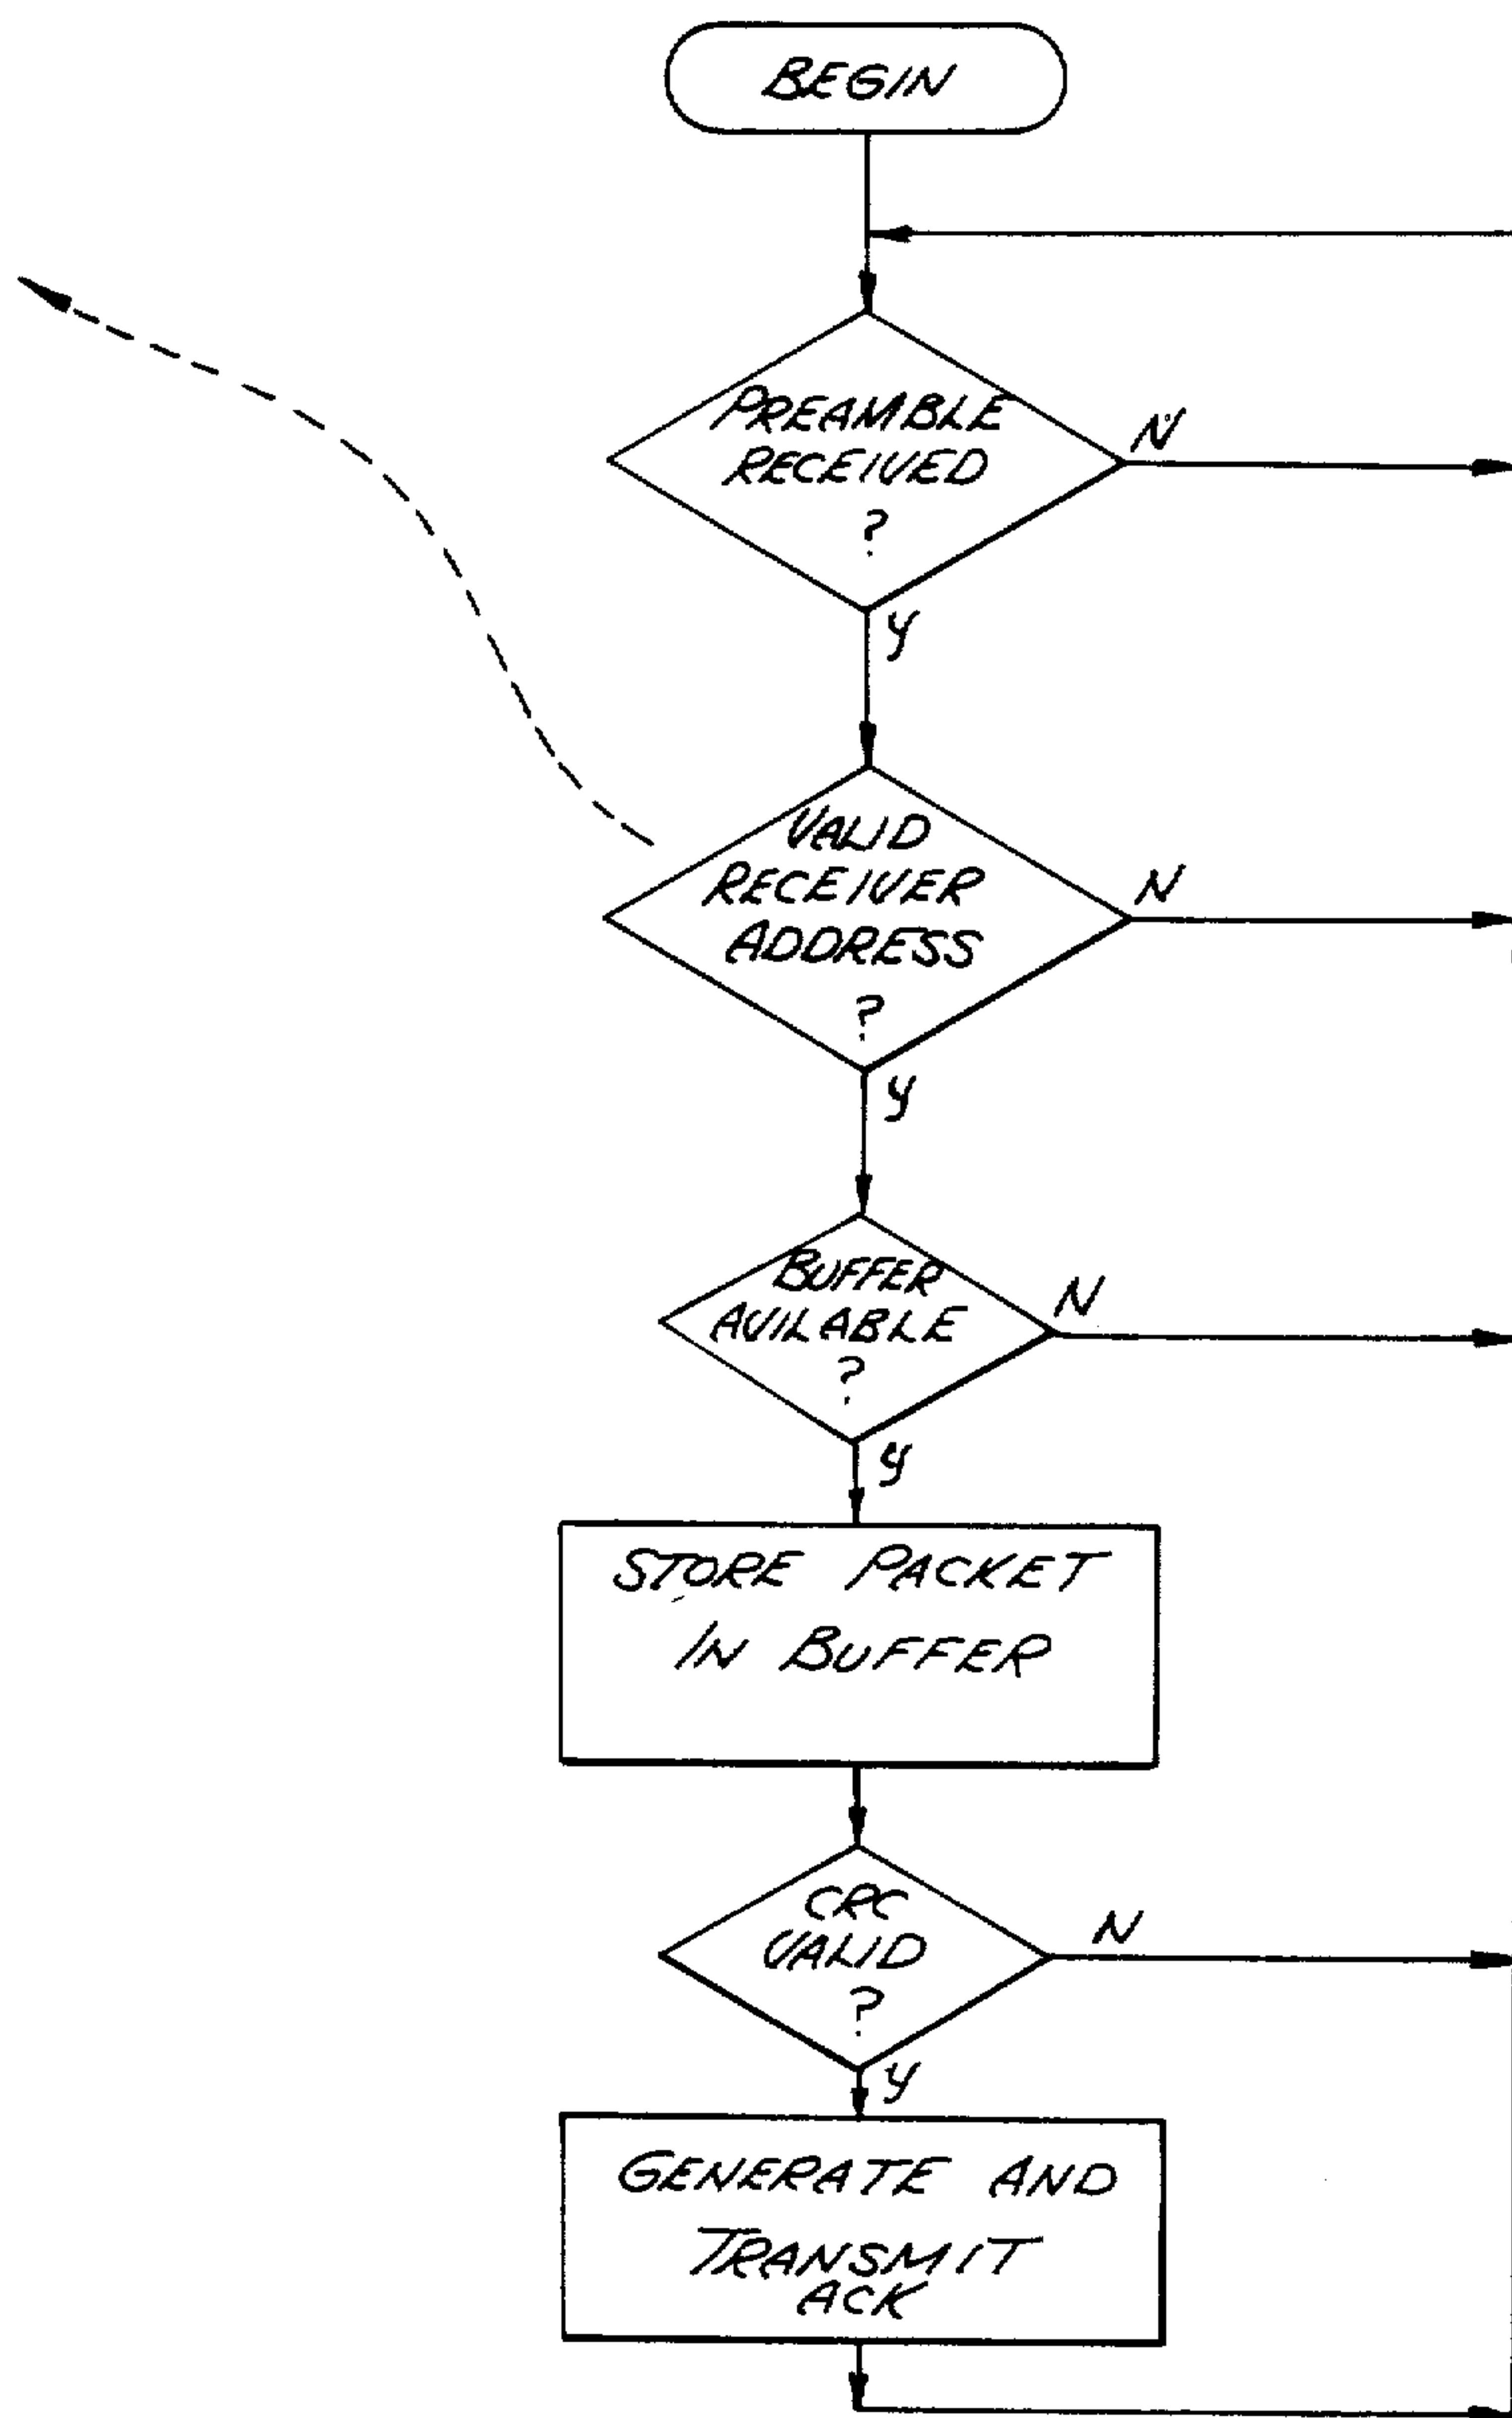 BEGIN
PREAMBLE
RECEIVED
?
N
Y
VALID
RECEIVER
ADDRESS
?
N
Y
BUFFER
AVILABLE
?
N
Y
STORE PACKET
IN BUFFER
CRC
VALID
?
N
Y
GENERATE AND
TRANSMIT
ACK